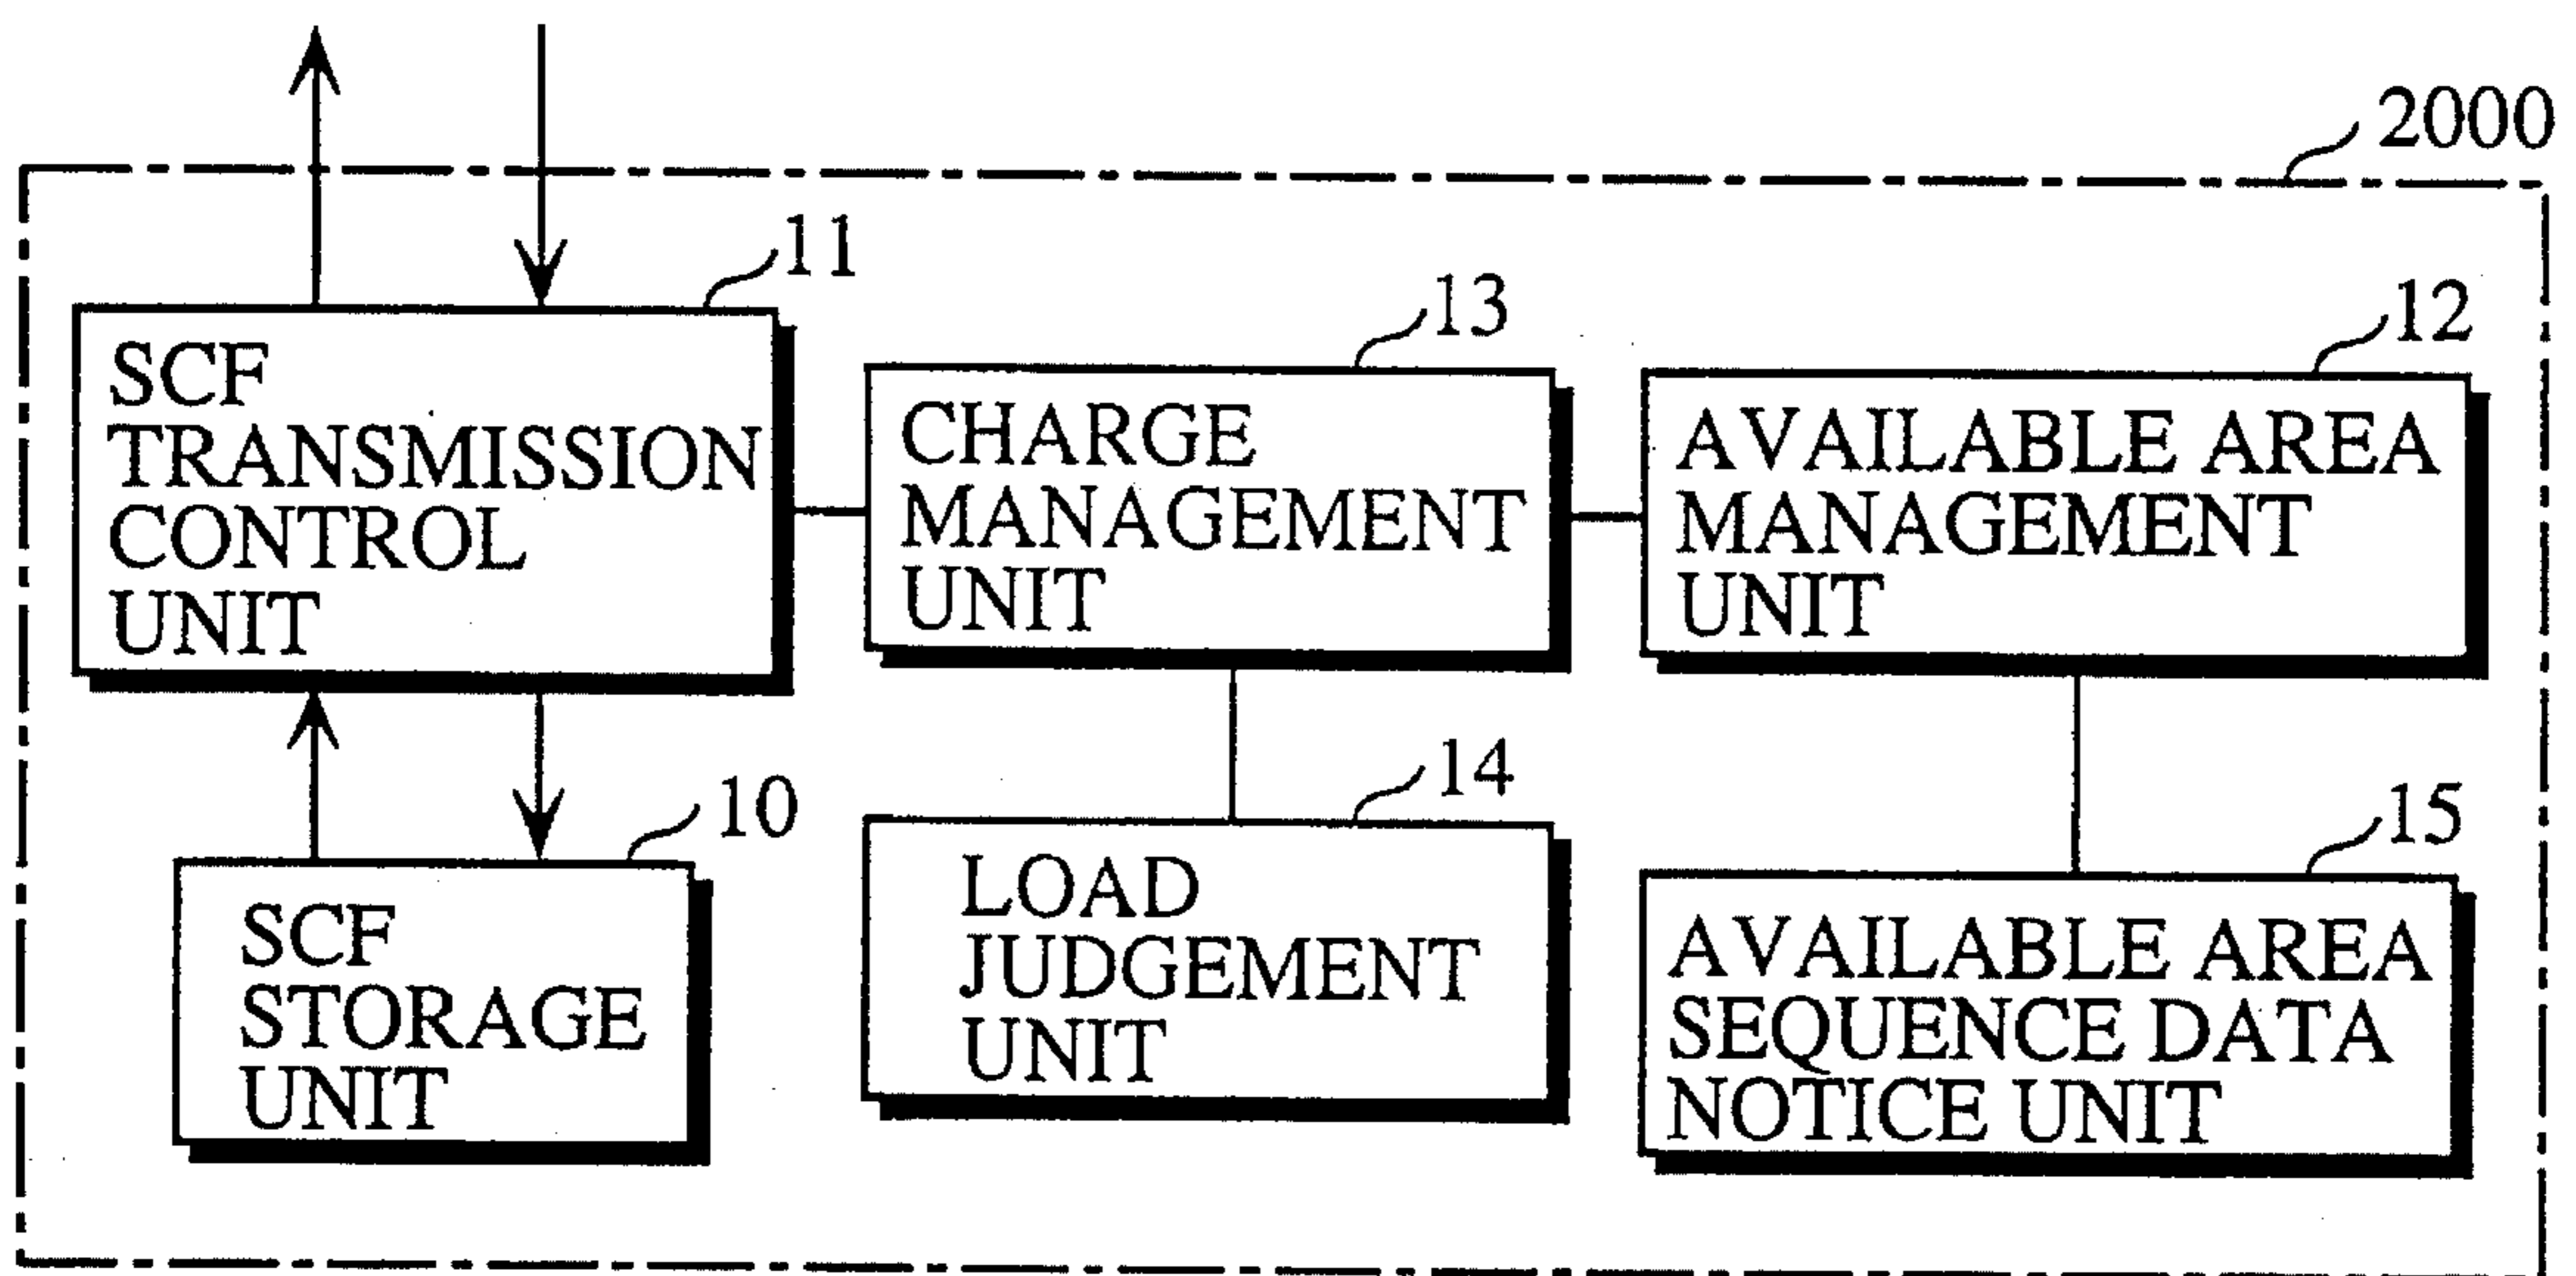 2000
11
SCF
TRANSMISSION
CONTROL
UNIT
13
CHARGE
MANAGEMENT
UNIT
12
AVAILABLE AREA
MANAGEMENT
UNIT
10
SCF
STORAGE
UNIT
14
LOAD
JUDGEMENT
UNIT
15
AVAILABLE AREA
SEQUENCE DATA
NOTICE UNIT